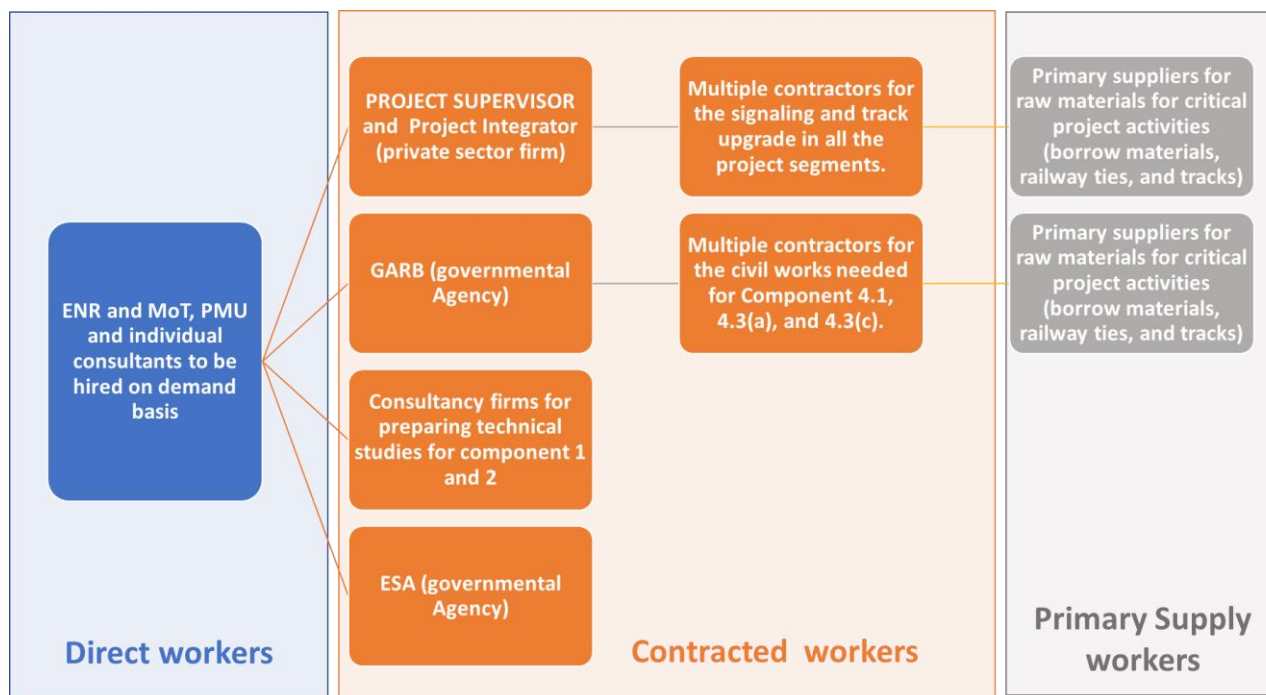 ENR and MoT, PMU
and individual
consultants to be
hired on demand
basis
Direct workers
PROJECT SUPERVISOR
and Project Integrator
(private sector firm)
GARB (governmental
Agency)
Consultancy firms for
preparing technical
studies for component 1
and 2
ESA (governmental
Agency)
Multiple contractors for
the signaling and track
upgrade in all the
project segments.
Multiple contractors for
the civil works needed
for Component 4.1,
4.3(a), and 4.3(c).
Contracted workers
Primary suppliers for
raw materials for critical
project activities
(borrow materials,
railway ties, and tracks)
Primary suppliers for
raw materials for critical
project activities
(borrow materials,
railway ties, and tracks)
Primary Supply
workers